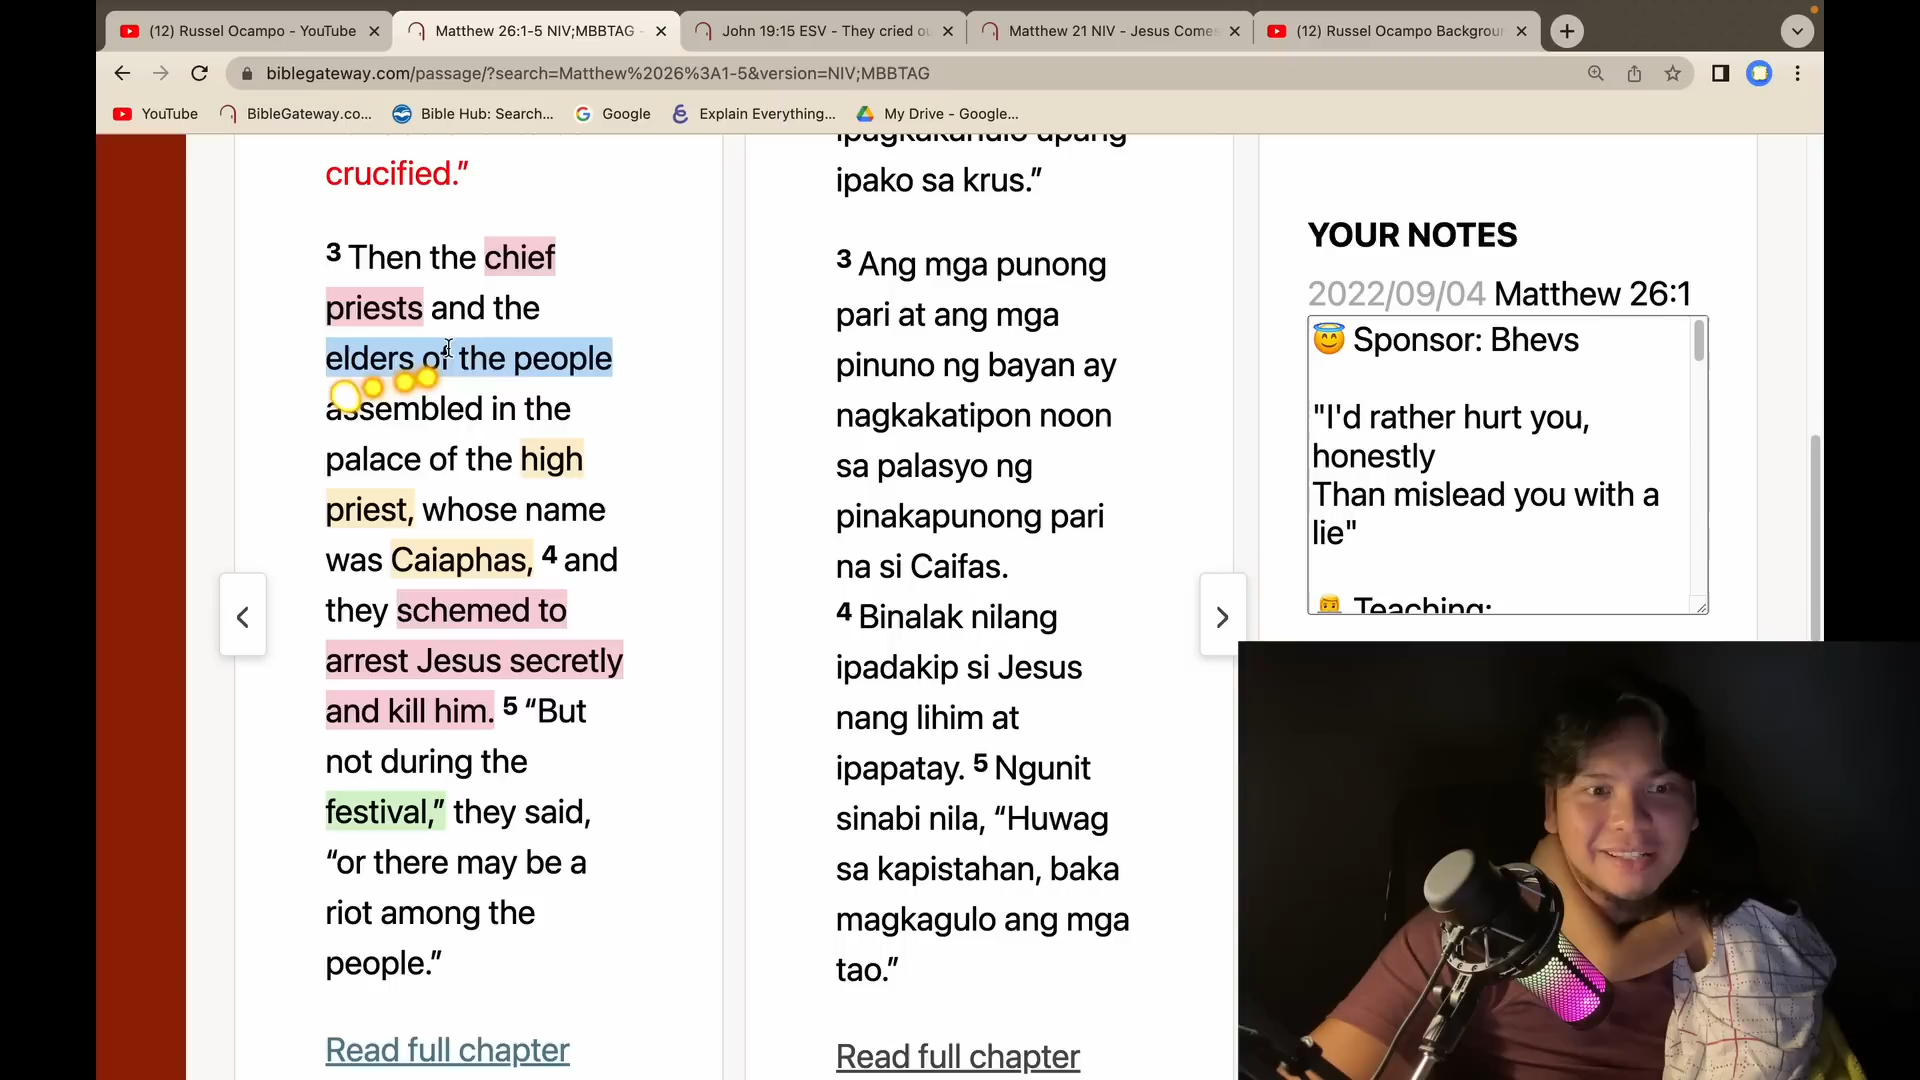 (12) Russel Ocampo - YouTube
Matthew 26:1-5 NIV;MBBTAG -
John 19:15 ESV - They cried ou
Matthew 21 NIV - Jesus Comes
(12) Russel Ocampo Backgrou
biblegateway.com/passage/?search=Matthew%2026%3A1-5&version=NIV;MBBTAG
YouTube
BibleGateway.co...
Bible Hub: Search...
Google
Explain Everything...
My Drive - Google...
crucified.”
3 Then the chief
priests and the
elders of the people
assembled in the
palace of the high
priest, whose name
was Caiaphas, 4 and
they schemed to
arrest Jesus secretly
and kill him. 5 “But
not during the
festival,” they said,
“or there may be a
riot among the
people.”
Read full chapter
ipagkakanulo upang
ipako sa krus.”
3 Ang mga punong
pari at ang mga
pinuno ng bayan ay
nagkakatipon noon
sa palasyo ng
pinakapunong pari
na si Caifas.
4 Binalak nilang
ipadakip si Jesus
nang lihim at
ipapatay. 5 Ngunit
sinabi nila, “Huwag
sa kapistahan, baka
magkagulo ang mga
tao.”
Read full chapter
YOUR NOTES
2022/09/04 Matthew 26:1
😇 Sponsor: Bhevs
"I'd rather hurt you,
honestly
Than mislead you with a
lie"
Teaching: